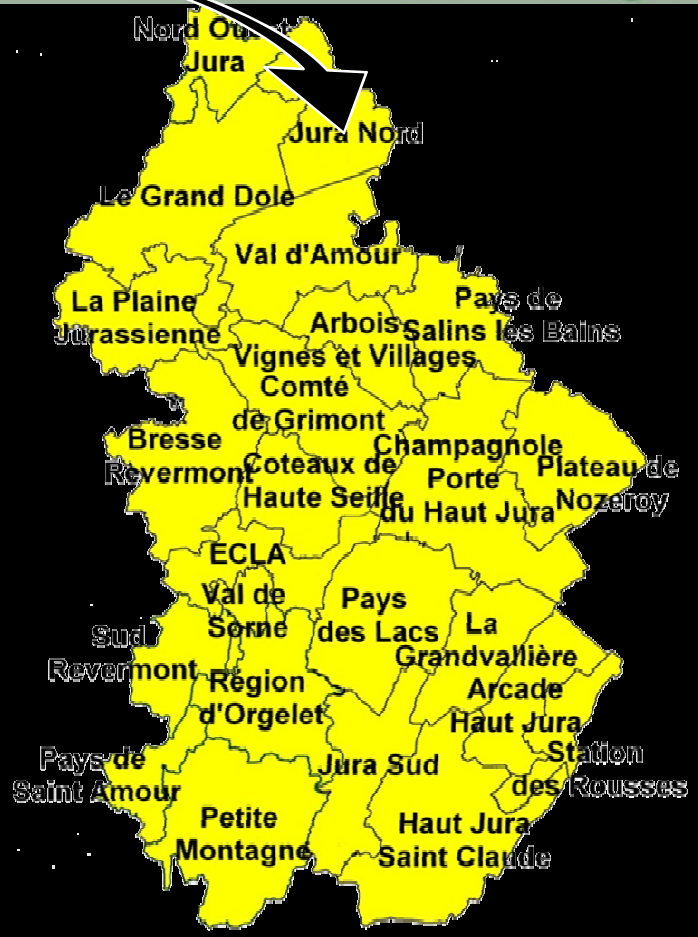 Nord Ouest
Jura
Jura Nord
Le Grand Dole
Val d'Amour
La Plaine
Jurassienne
Pays de
Salins les Bains
Arbois
Vignes et Villages
Comté
de Grimont
Bresse
Revermont
Coteaux de
Haute Seille
Champagnole
Porte
du Haut Jura
Plateau de
Nozeroy
ECLA
Val de
Sorne
Pays
des Lacs
La
Grandvallière
Sud
Revermont
Région
d'Orgelet
Arcade
Haut Jura
Station
des Rousses
Pays de
Saint Amour
Jura Sud
Petite
Montagne
Haut Jura
Saint Claude